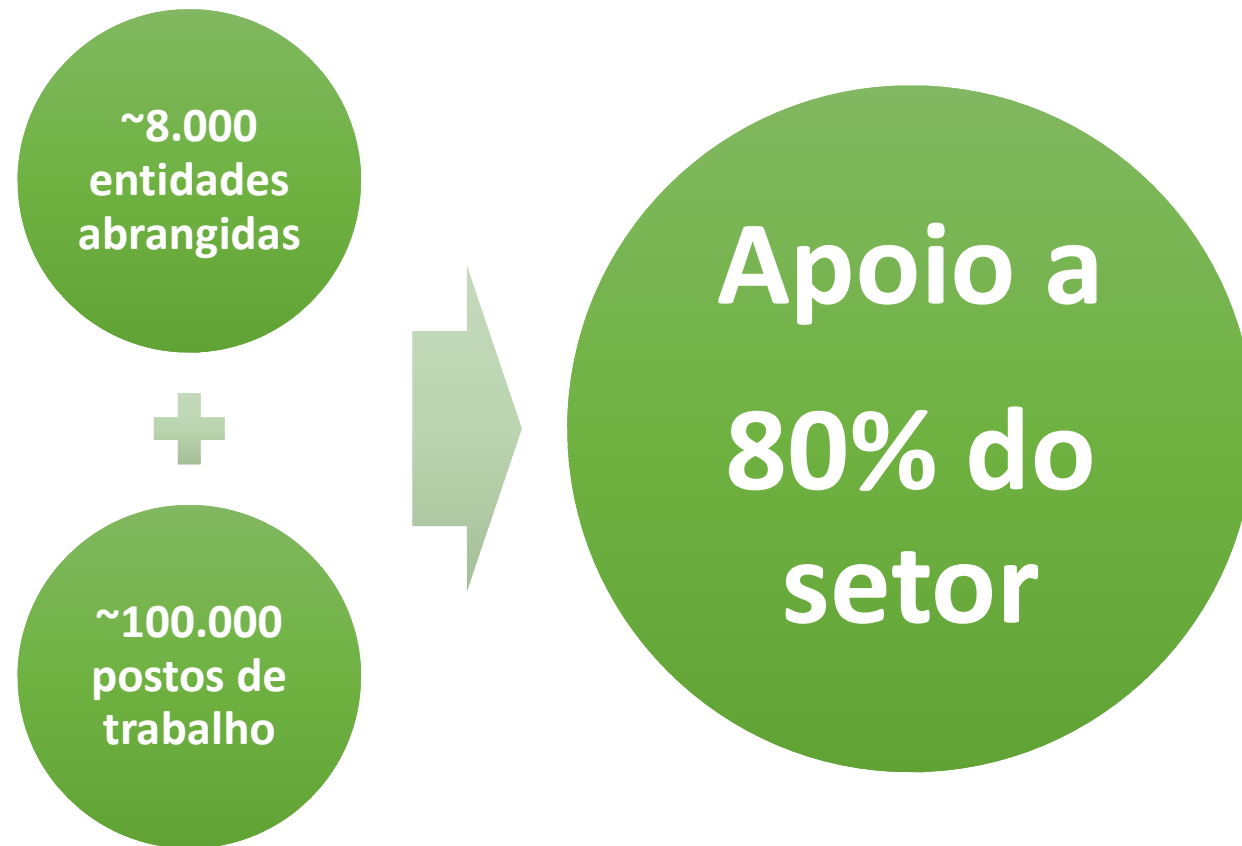 ~8.000
entidades
abrangidas
~100.000
postos de
trabalho
Apoio a
80% do
setor